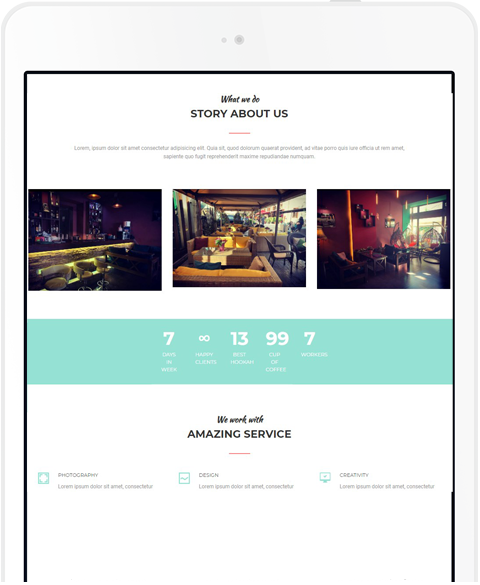 What we do
STORY ABOUT US
Lorem, ipsum dolor sit amet consectetur adipisicing elit. Quia sit, quod dolorum quaerat provident, ad vitae porro quis iure officia ut rem amet,
sapiente quo fugit reprehenderit maxime repudiandae numquam.
7 ∞ 13 99 7
DAYS HAPPY BEST CUP WORKERS
IN CLIENTS HOOKAH OF
WEEK COFFEE
We work with
AMAZING SERVICE
PHOTOGRAPHY DESIGN CREATIVITY
Lorem ipsum dolor sit amet, consectetur Lorem ipsum dolor sit amet, consectetur Lorem ipsum dolor sit amet, consectetur